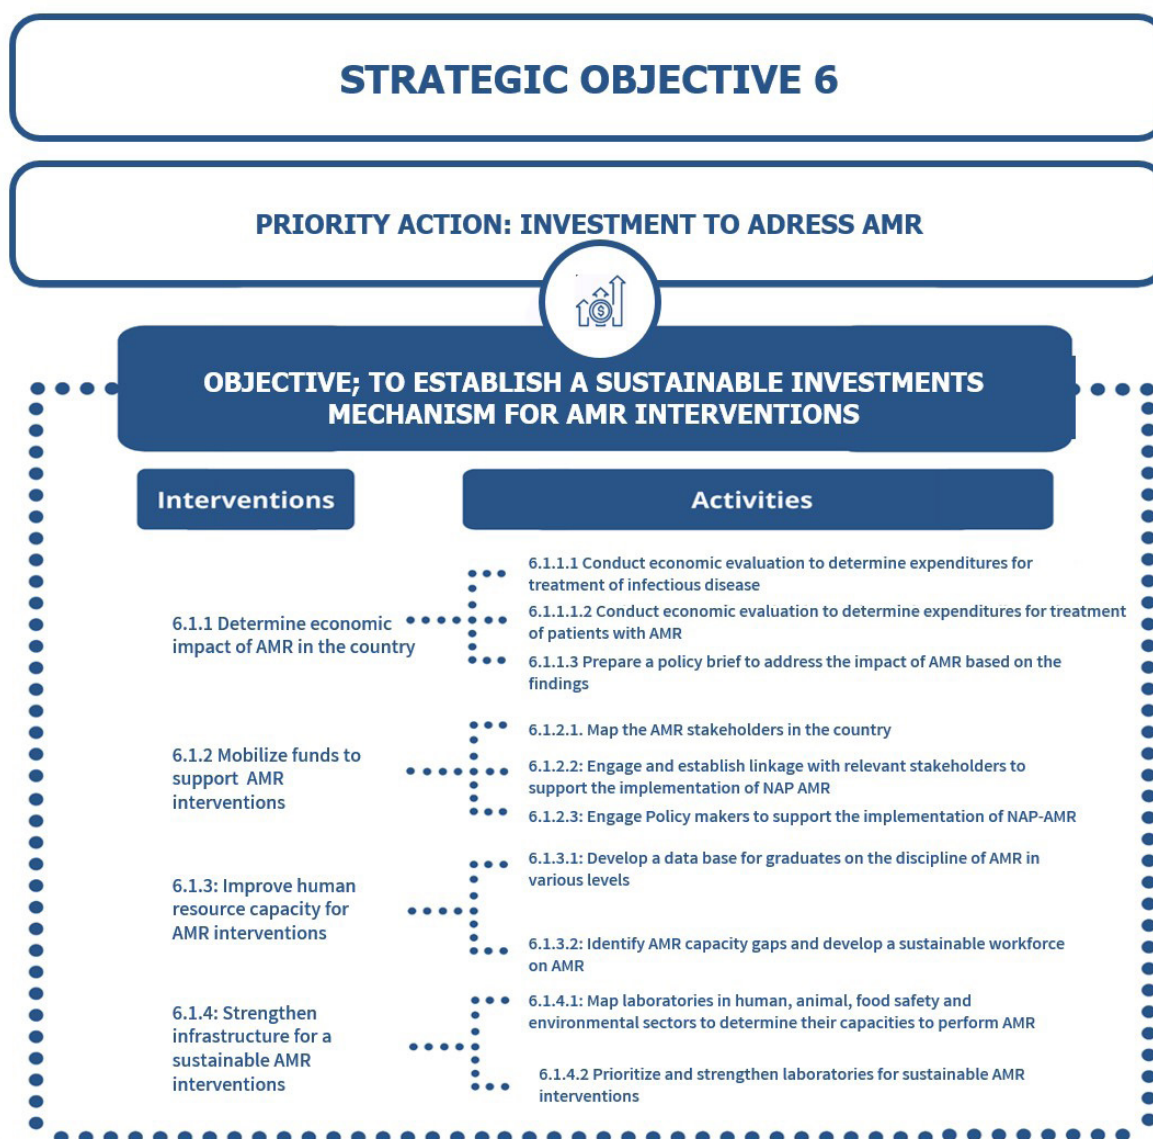 STRATEGIC OBJECTIVE 6
PRIORITY ACTION: INVESTMENT TO ADRESS AMR
$
OBJECTIVE; TO ESTABLISH A SUSTAINABLE INVESTMENTS
MECHANISM FOR AMR INTERVENTIONS
Interventions
Activities
6.1.1 Determine economic
impact of AMR in the country
6.1.1.1 Conduct economic evaluation to determine expenditures for
treatment of infectious disease
6.1.1.1.2 Conduct economic evaluation to determine expenditures for treatment
of patients with AMR
6.1.1.3 Prepare a policy brief to address the impact of AMR based on the
findings
6.1.2 Mobilize funds to
support  AMR
interventions
6.1.2.1. Map the AMR stakeholders in the country
6.1.2.2: Engage and establish linkage with relevant stakeholders to
support the implementation of NAP AMR
6.1.2.3: Engage Policy makers to support the implementation of NAP-AMR
6.1.3: Improve human
resource capacity for
AMR interventions
6.1.3.1: Develop a data base for graduates on the discipline of AMR in
various levels
6.1.3.2: Identify AMR capacity gaps and develop a sustainable workforce
on AMR
6.1.4: Strengthen
infrastructure for a
sustainable AMR
interventions
6.1.4.1: Map laboratories in human, animal, food safety and
environmental sectors to determine their capacities to perform AMR
6.1.4.2 Prioritize and strengthen laboratories for sustainable AMR
interventions